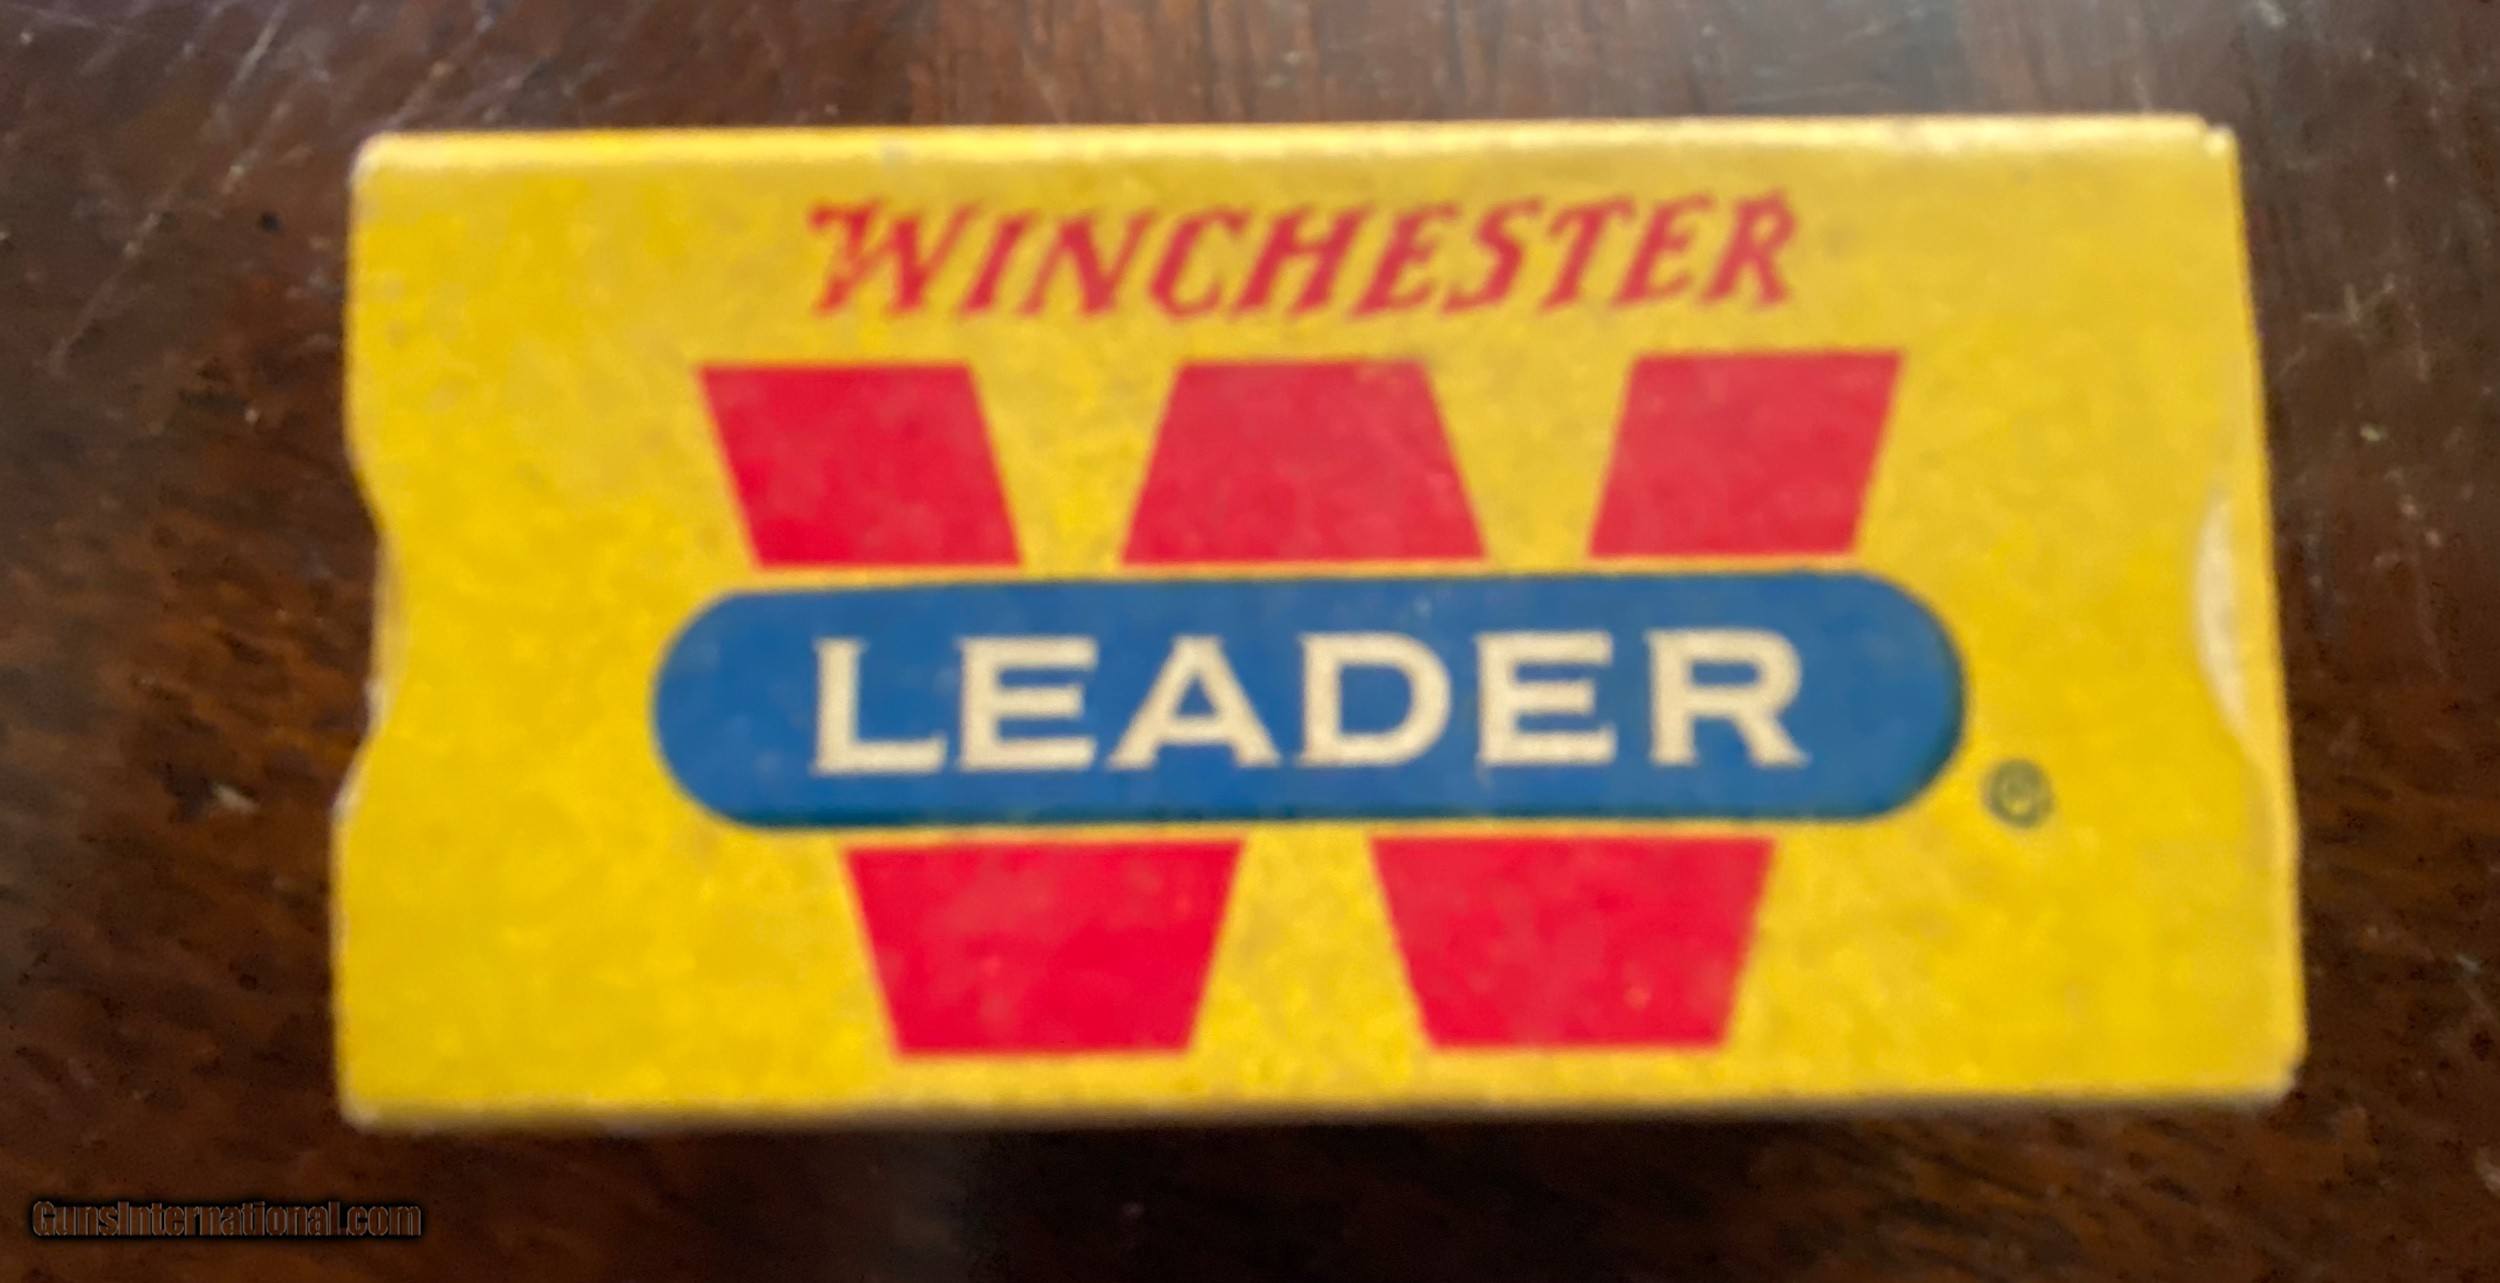 WINCHESTER
W
LEADER
®
GunsInternational.com